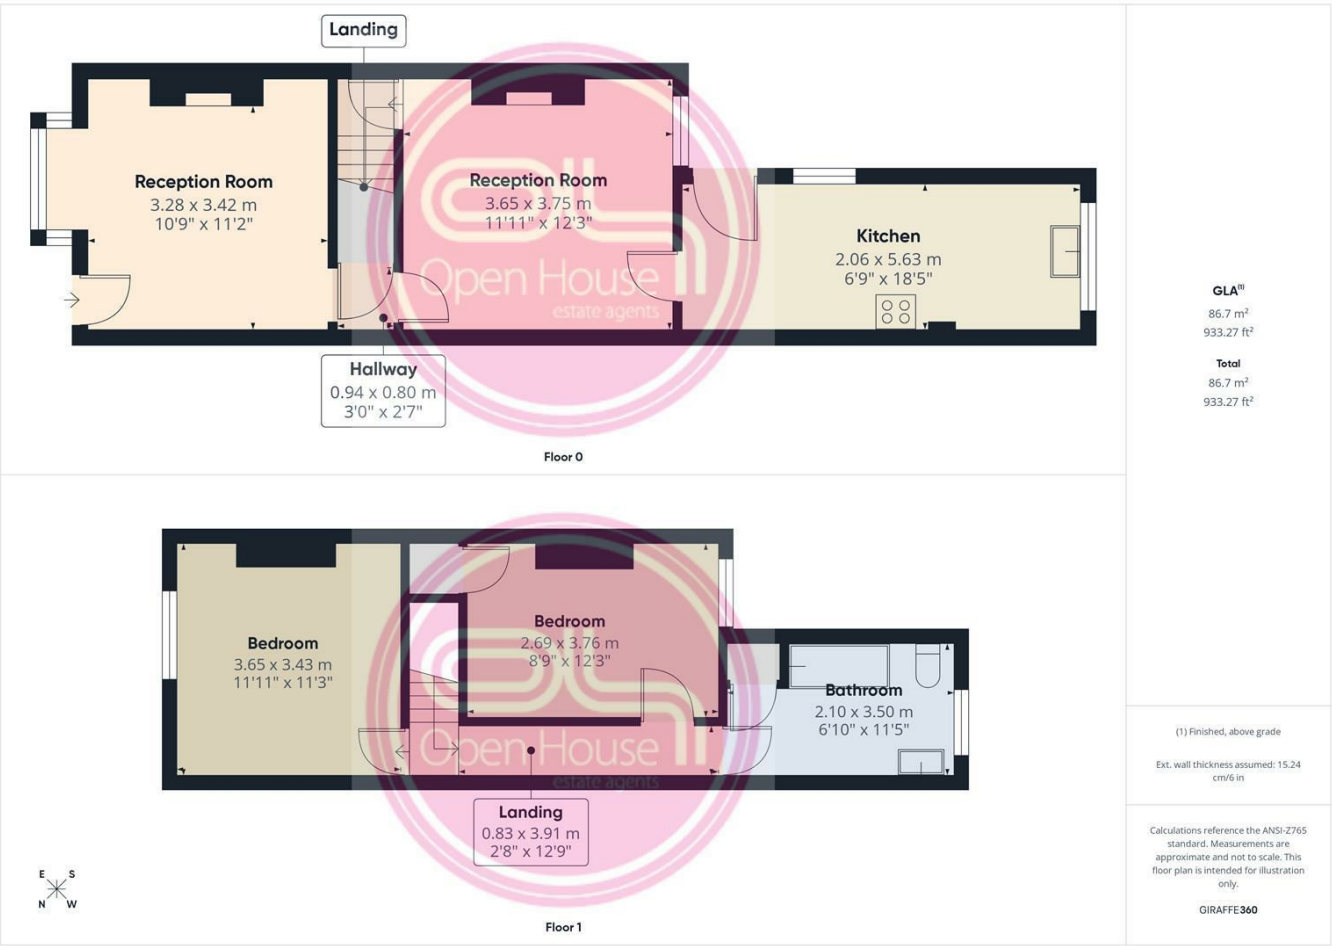 Landing
Reception Room
3.28 x 3.42 m
10'9" x 11'2"
Reception Room
3.65 x 3.75 m
11'11" x 12'3"
Kitchen
2.06 x 5.63 m
6'9" x 18'5"
Open House
estate agents
Hallway
0.94 x 0.80 m
3'0" x 2'7"
Floor 0
Bedroom
3.65 x 3.43 m
11'11" x 11'3"
Bedroom
2.69 x 3.76 m
8'9" x 12'3"
Bathroom
2.10 x 3.50 m
6'10" x 11'5"
Open House
estate agents
Landing
0.83 x 3.91 m
2'8" x 12'9"
E S
N W
Floor 1
GLA⁽¹⁾
86.7 m²
933.27 ft²
Total
86.7 m²
933.27 ft²
(1) Finished, above grade
Ext. wall thickness assumed: 15.24
cm/6 in
Calculations reference the ANSI-Z765
standard. Measurements are
approximate and not to scale. This
floor plan is intended for illustration
only.
GIRAFFE360